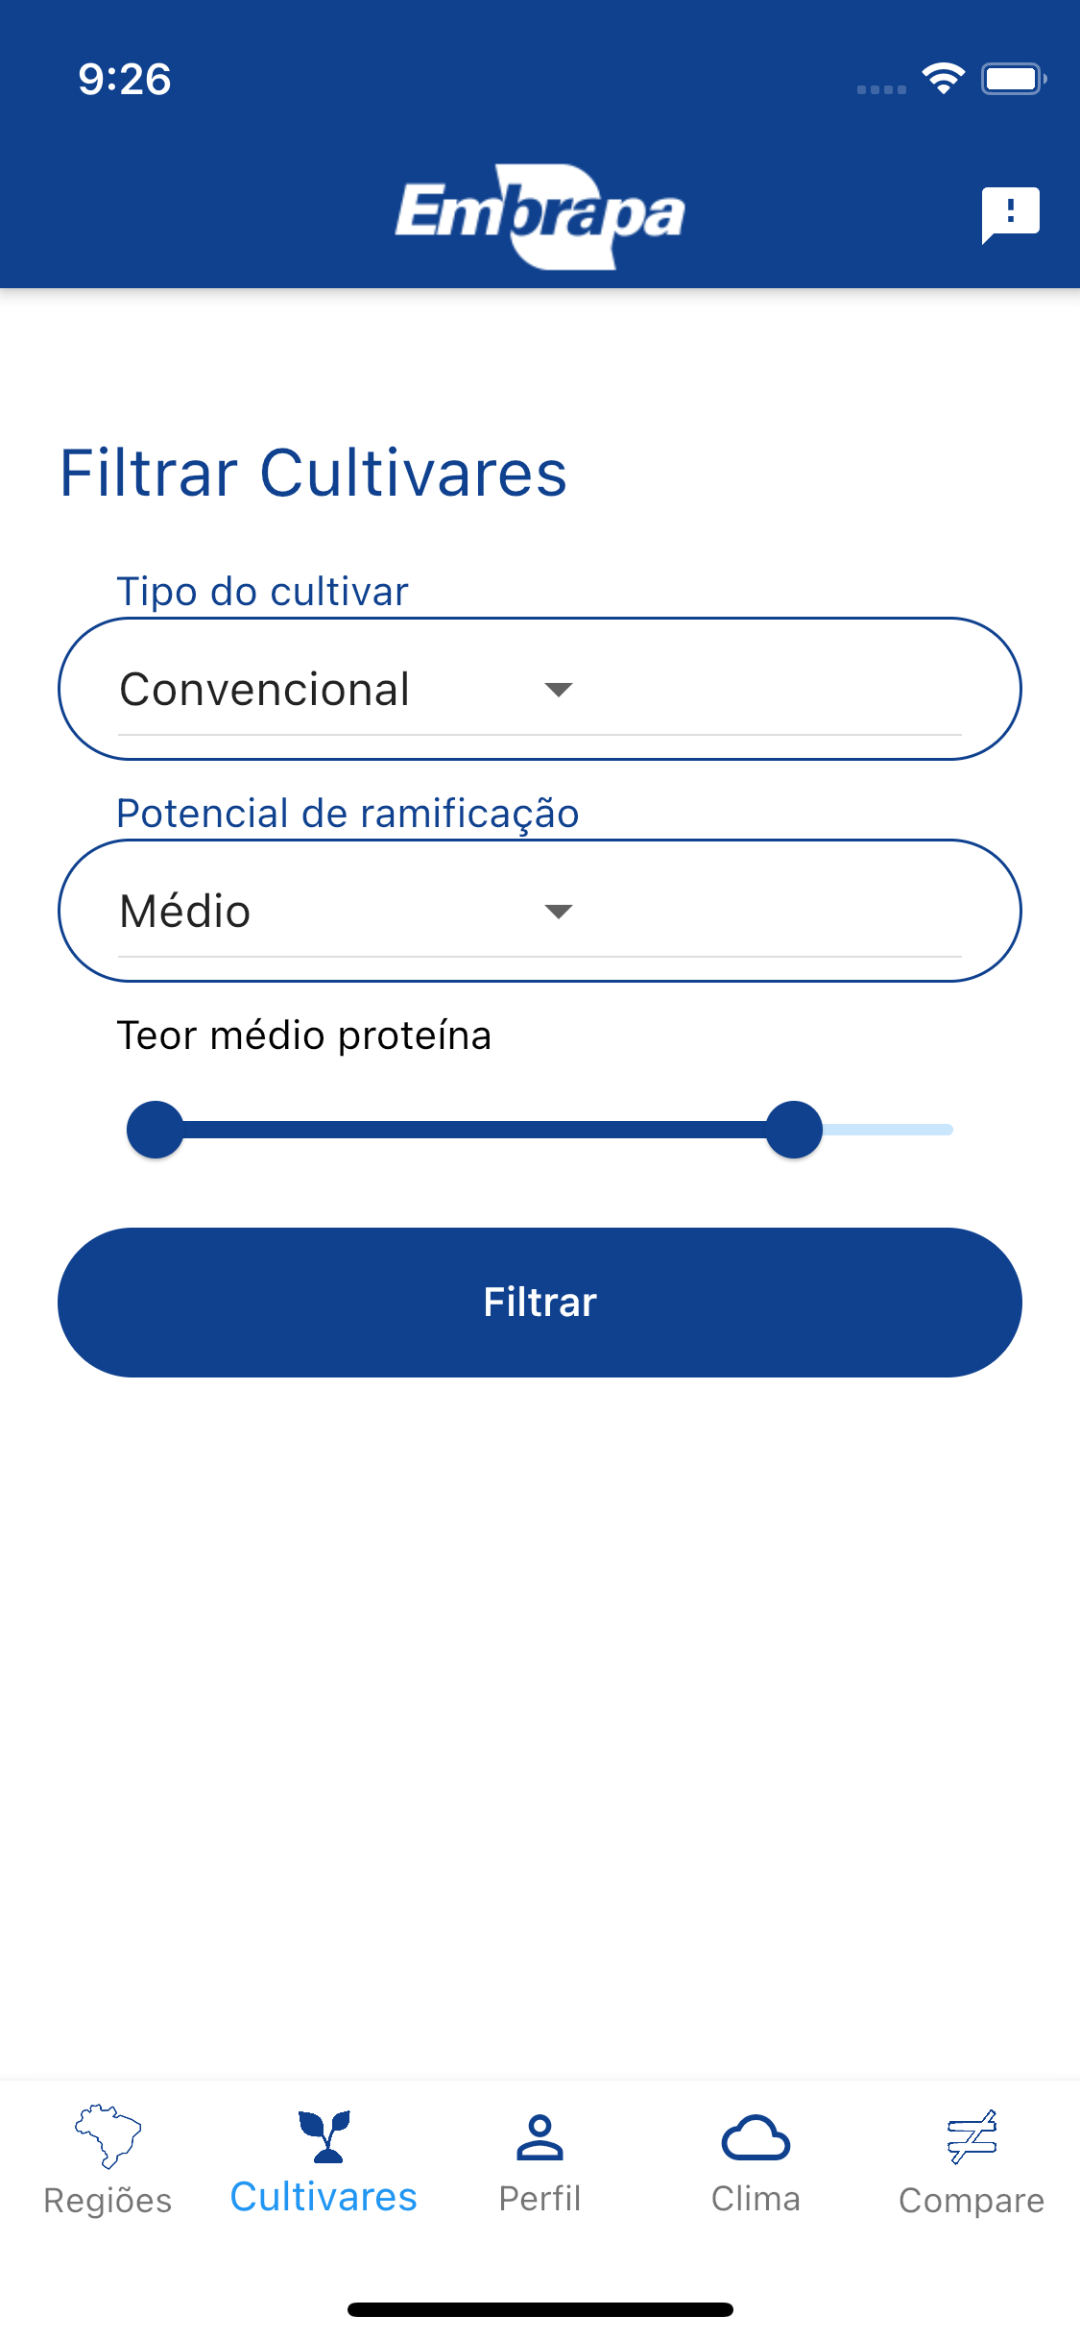 9:26
Embrapa
Filtrar Cultivares
Tipo do cultivar
Convencional
Potencial de ramificação
Médio
Teor médio proteína
Filtrar
Regiões
Cultivares
Perfil
Clima
Compare